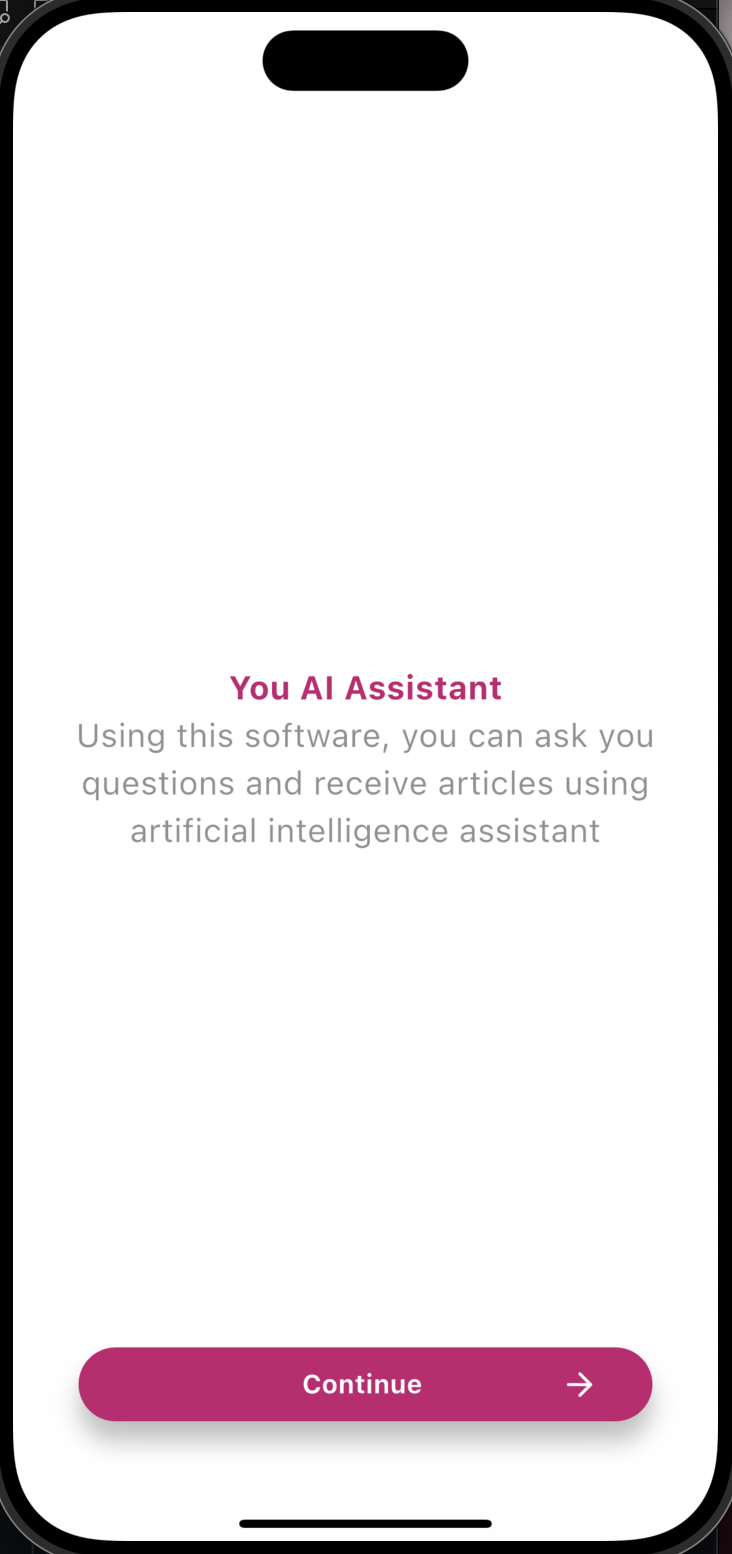 You AI Assistant
Using this software, you can ask you
questions and receive articles using
artificial intelligence assistant
Continue